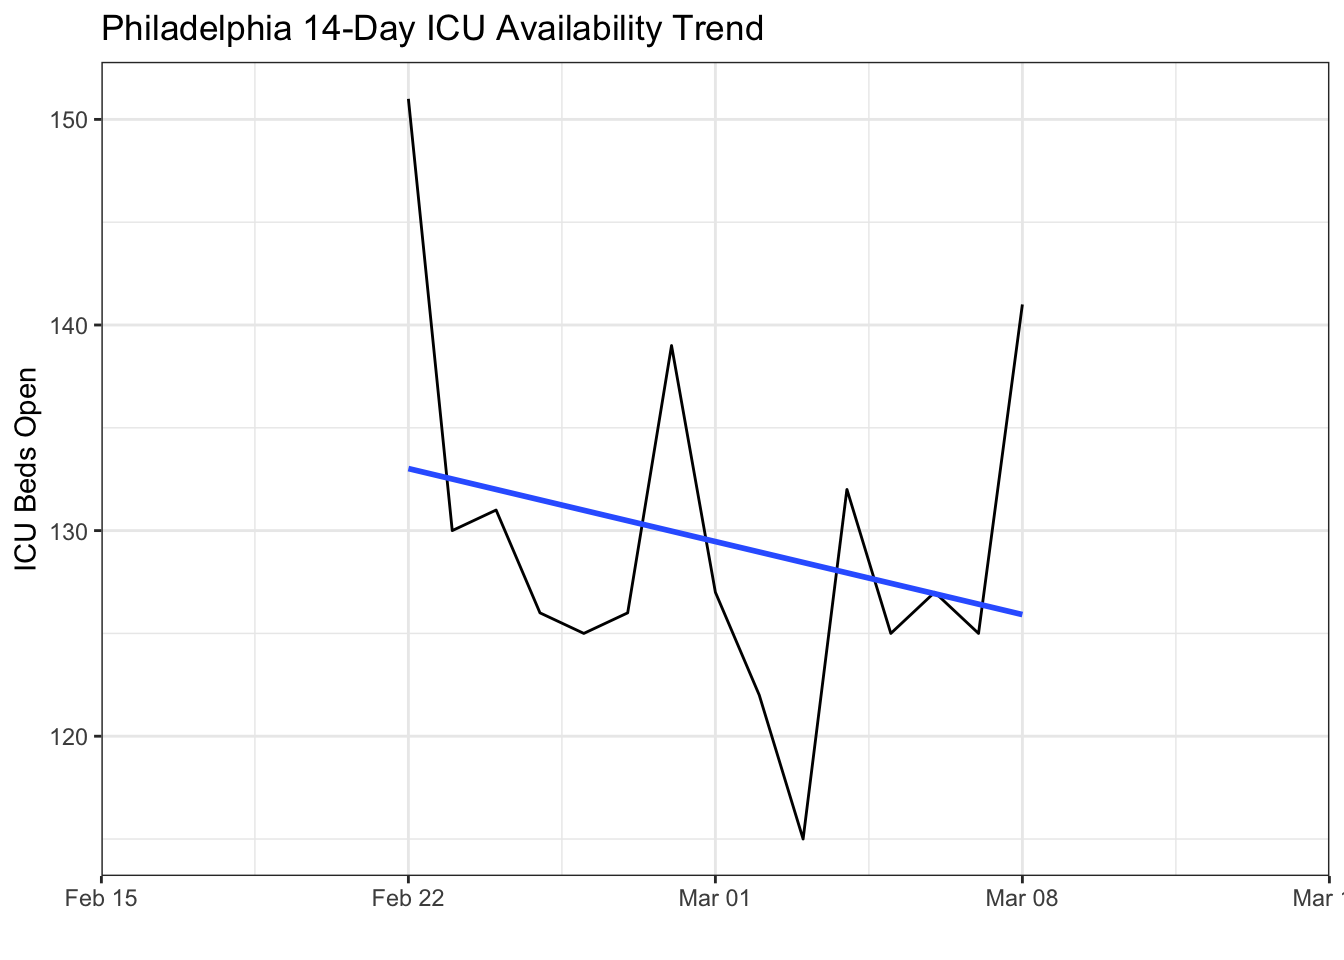 Philadelphia 14-Day ICU Availability Trend
150
140
130
120
ICU Beds Open
Feb 15
Feb 22
Mar 01
Mar 08
Mar